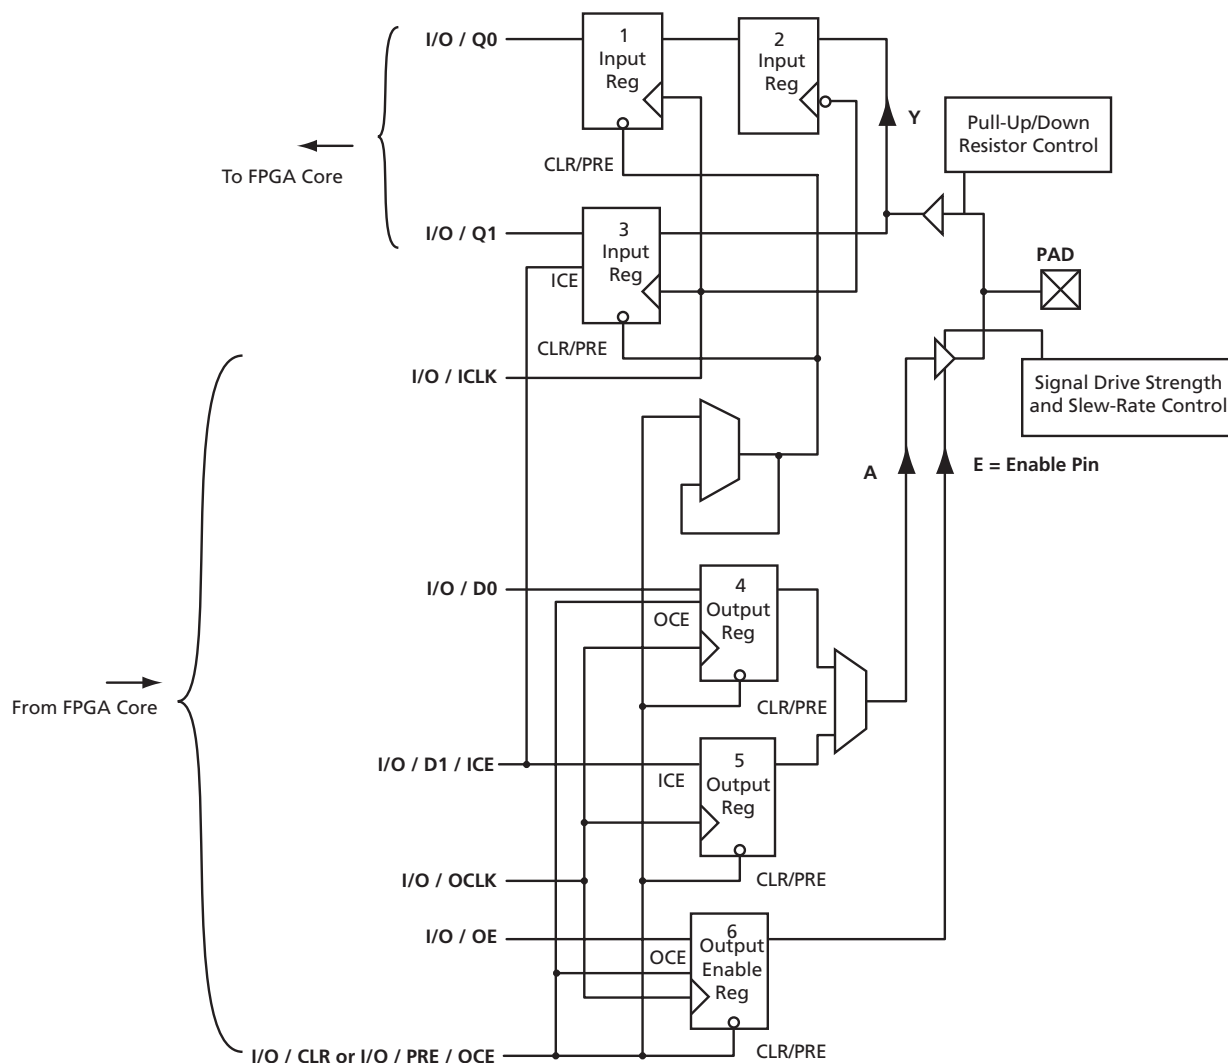 I/O / Q0
1
Input
Reg
2
Input
Reg
Y
Pull-Up/Down
Resistor Control
To FPGA Core
CLR/PRE
I/O / Q1
3
Input
Reg
ICE
PAD
CLR/PRE
I/O / ICLK
Signal Drive Strength
and Slew-Rate Control
A
E = Enable Pin
I/O / D0
4
Output
Reg
OCE
From FPGA Core
CLR/PRE
I/O / D1 / ICE
5
Output
Reg
ICE
I/O / OCLK
CLR/PRE
I/O / OE
6
Output
Enable
Reg
OCE
I/O / CLR or I/O / PRE / OCE
CLR/PRE